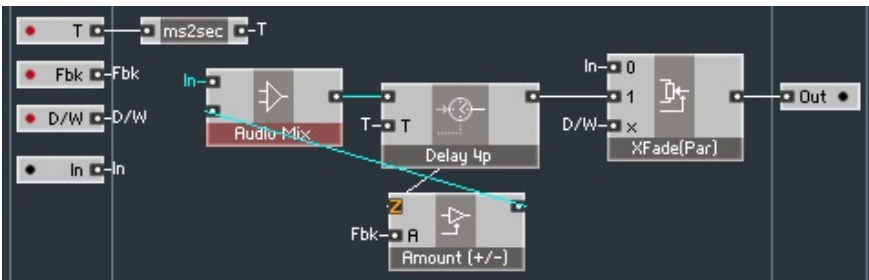 T
ms2sec
T
Fbk
Fbk
D/W
D/W
In
In
In
Audio Mix
T
T
Delay 4p
Z
Fbk
A
Amount (+/-)
In
0
1
D/W
x
XFade(Par)
Out